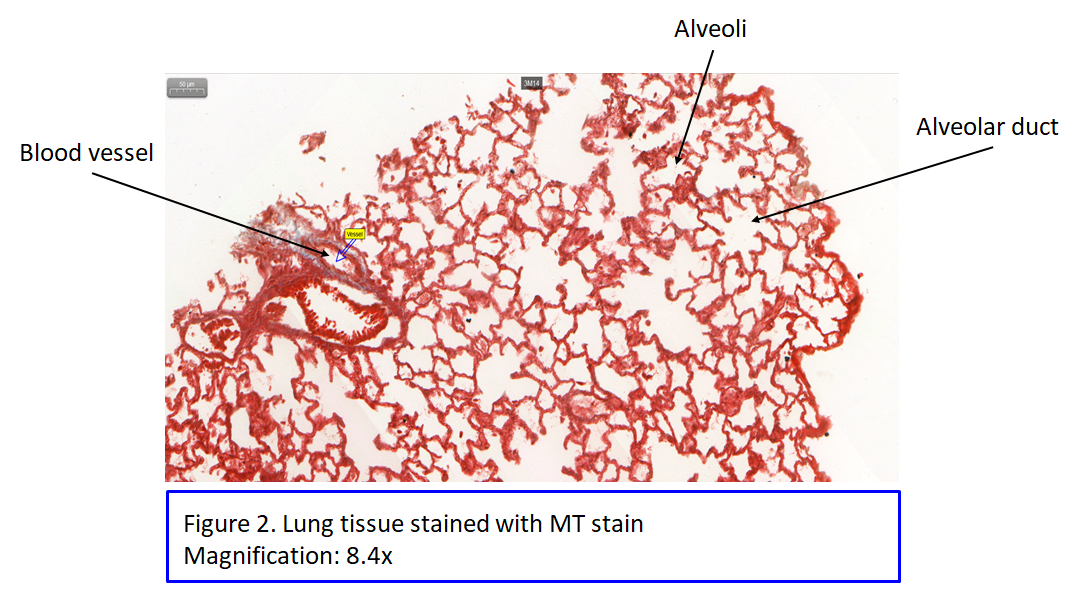 Alveoli
50 µm
3M14
Alveolar duct
Blood vessel
Vessel
Figure 2. Lung tissue stained with MT stain
Magnification: 8.4x